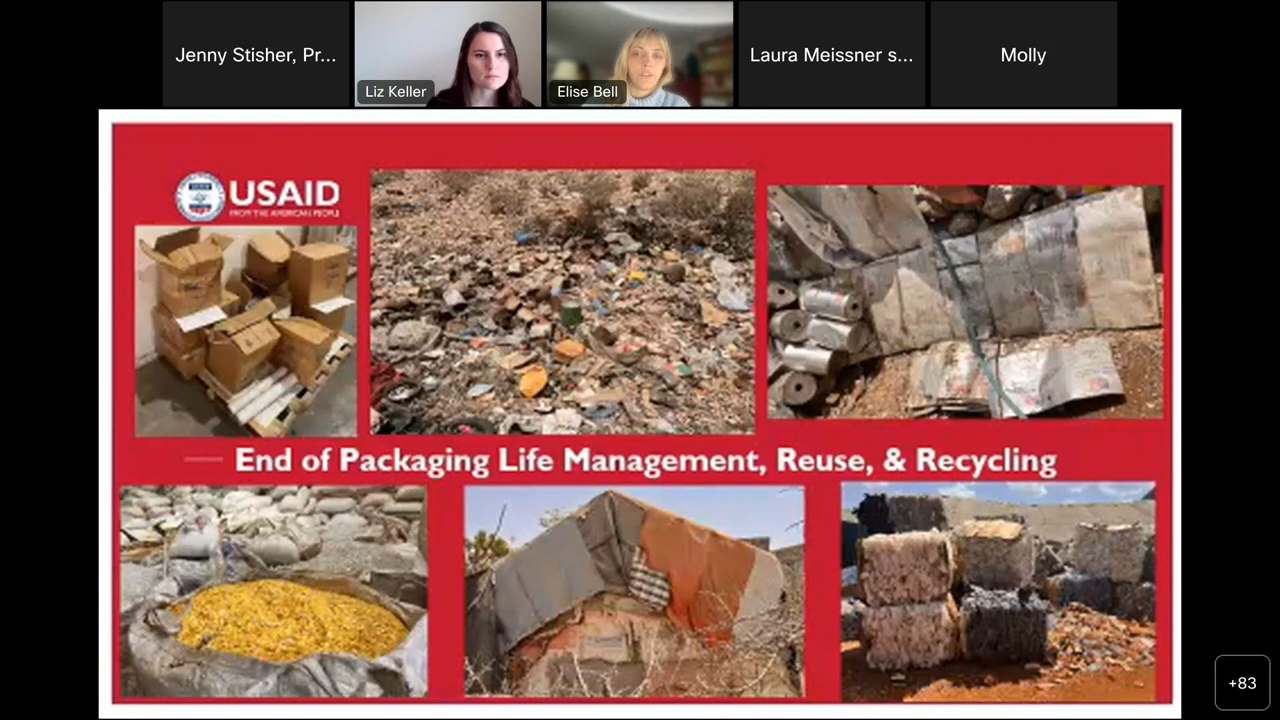 Jenny Stisher, Pr...
Liz Keller
Elise Bell
Laura Meissner s...
Molly
USAID
FROM THE AMERICAN PEOPLE
End of Packaging Life Management, Reuse, & Recycling
+83